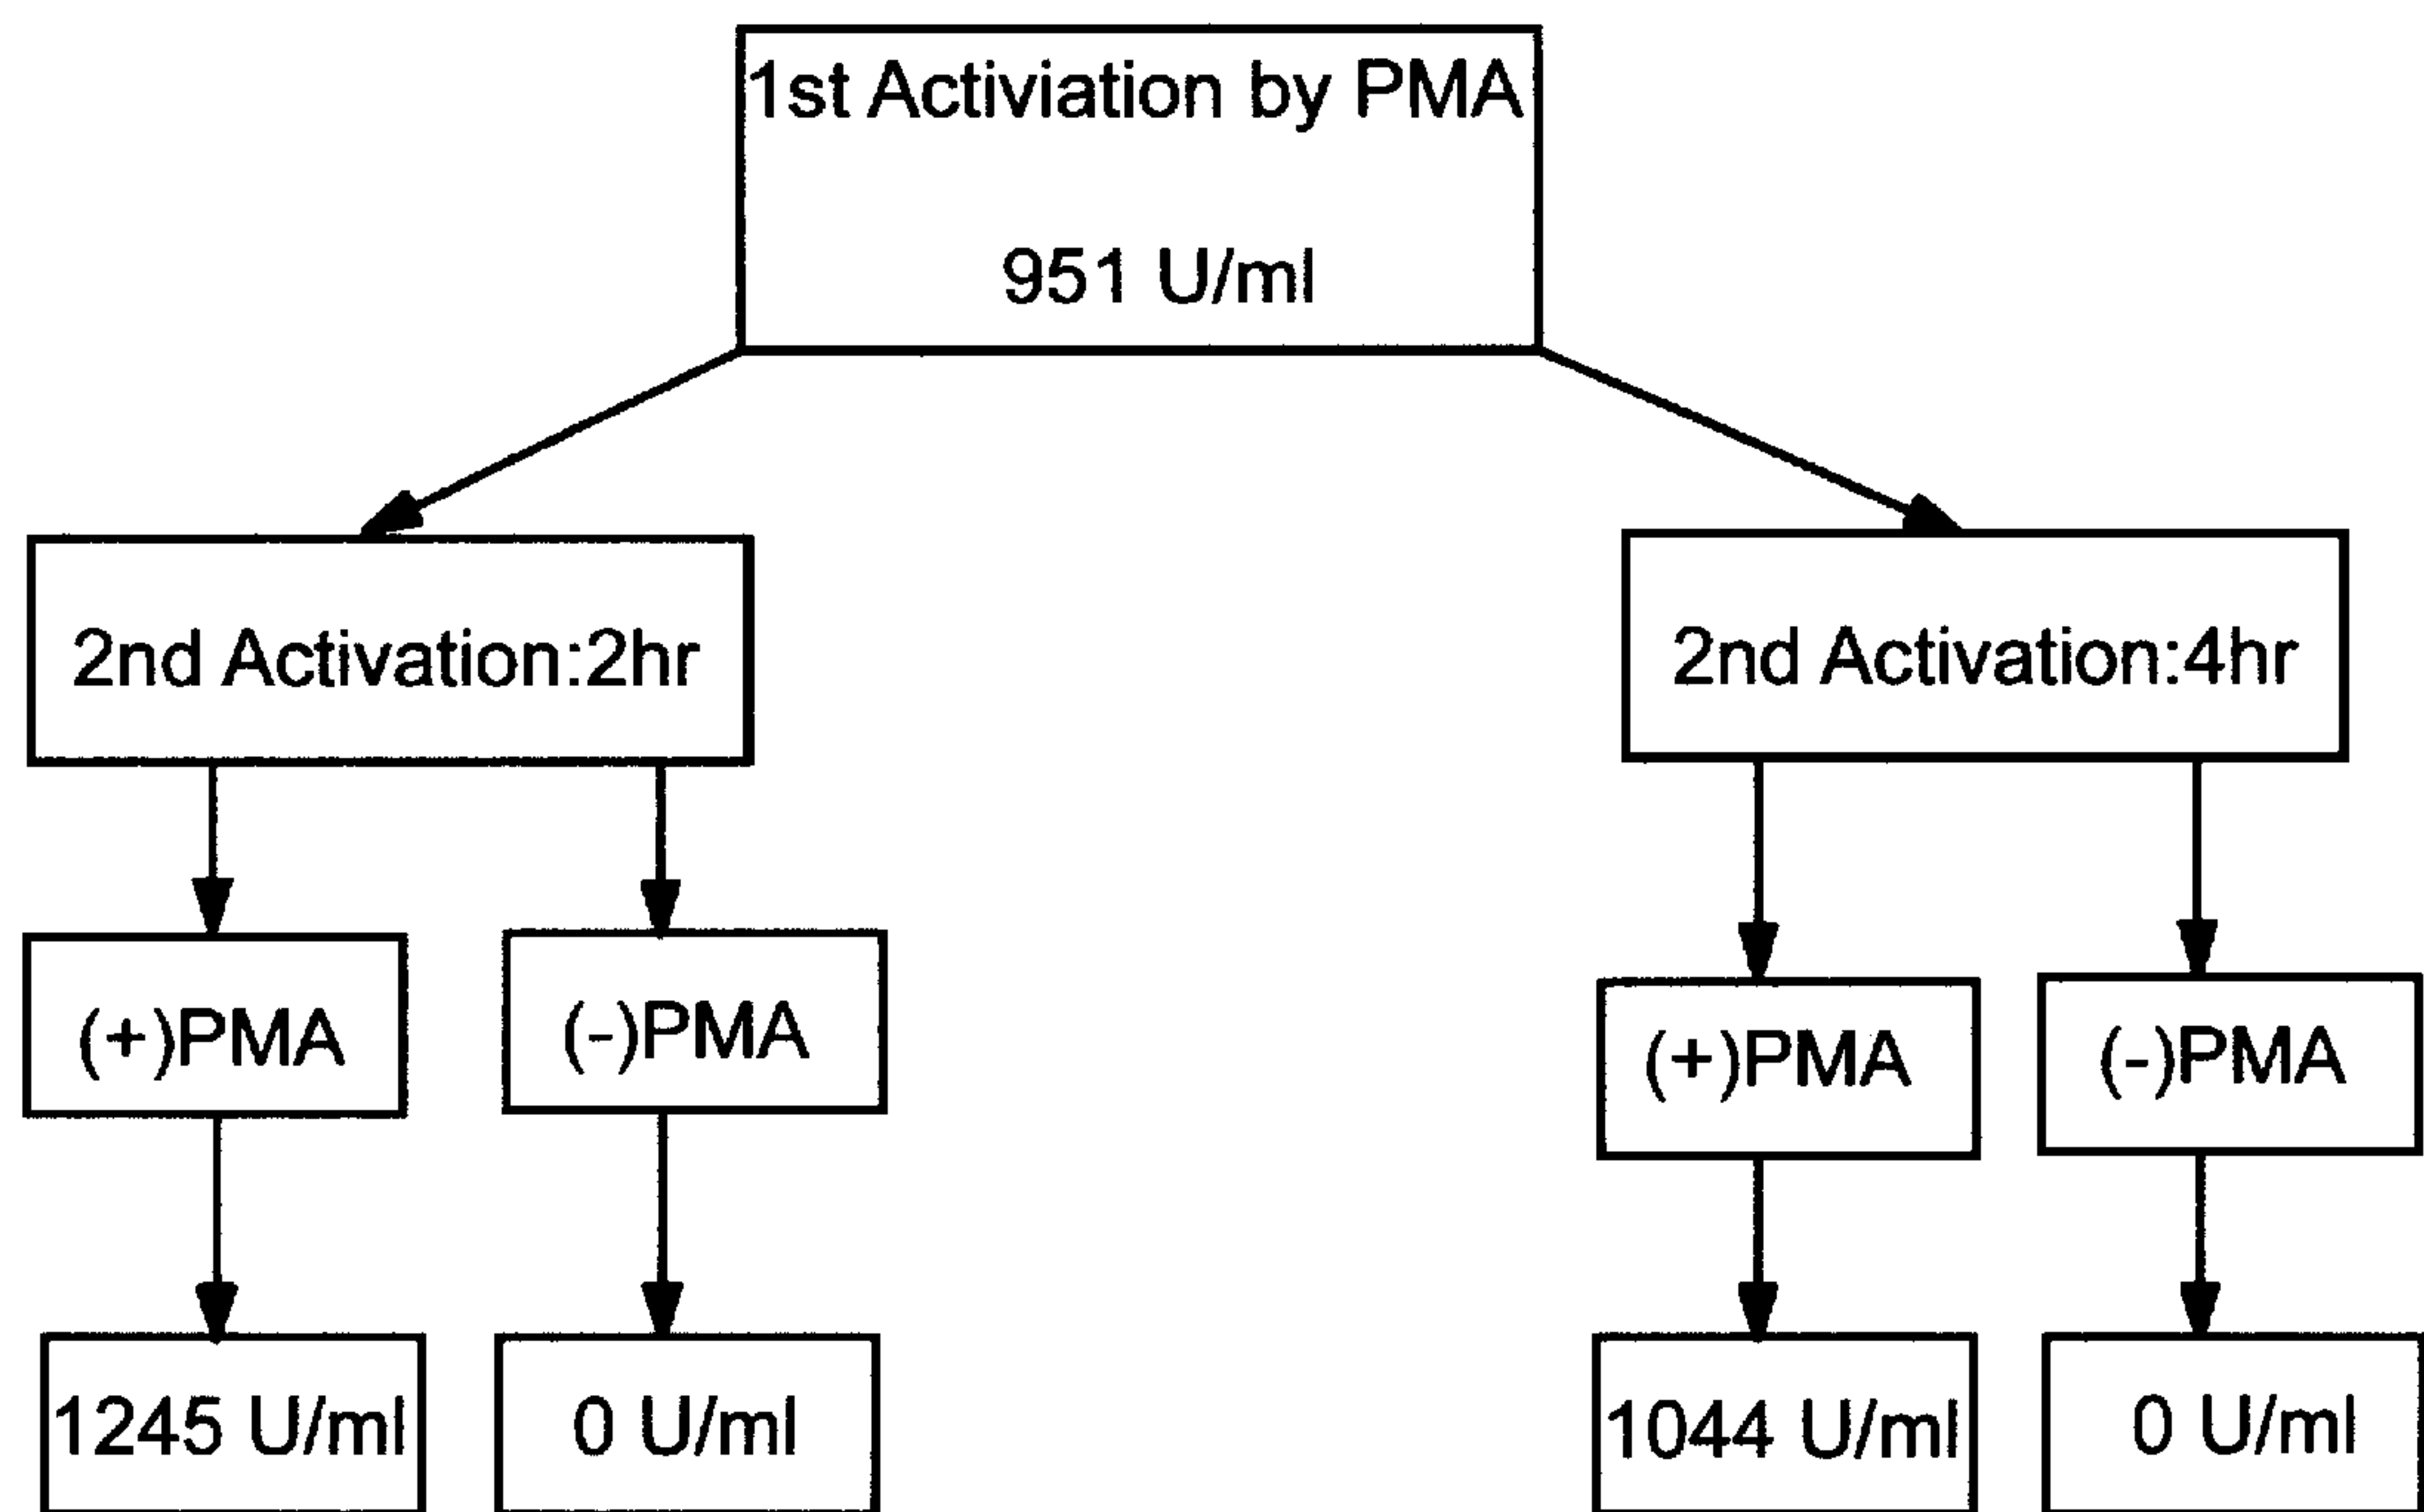 1st Activiation by PMA
951 U/ml
2nd Activation:2hr
2nd Activation:4hr
(+)PMA
(-)PMA
(+)PMA
(-)PMA
1245 U/ml
0 U/ml
1044 U/ml
0 U/ml